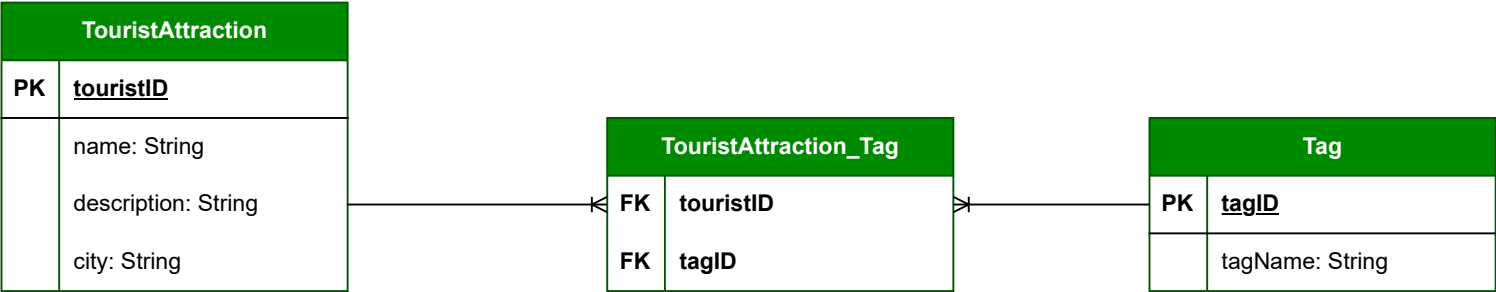 TouristAttraction
PK touristID
name: String
description: String
city: String
TouristAttraction_Tag
FK touristID
FK tagID
Tag
PK tagID
tagName: String